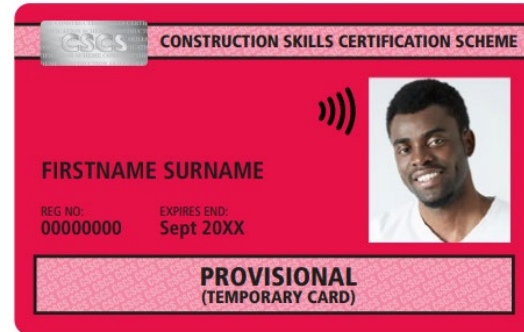 cscs
CONSTRUCTION SKILLS CERTIFICATION SCHEME
FIRSTNAME SURNAME
REG NO:
EXPIRES END:
00000000
Sept 20XX
PROVISIONAL
(TEMPORARY CARD)